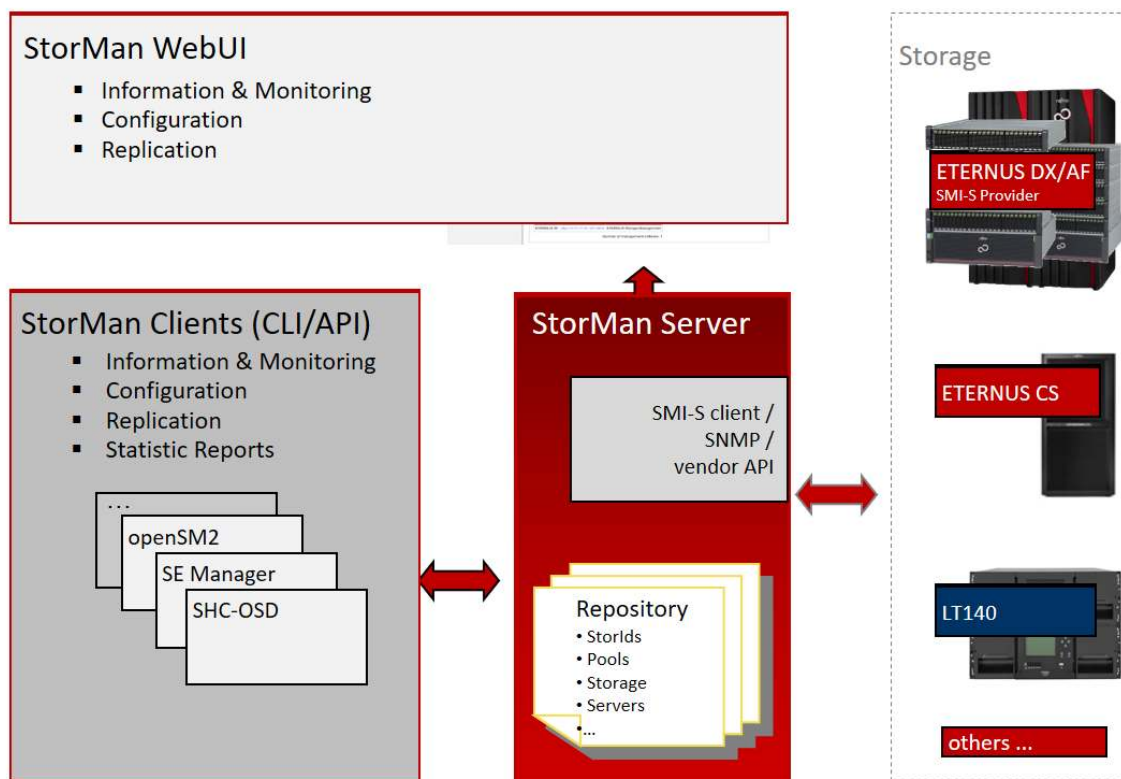 StorMan WebUI
▪ Information & Monitoring
▪ Configuration
▪ Replication
StorMan Clients (CLI/API)
▪ Information & Monitoring
▪ Configuration
▪ Replication
▪ Statistic Reports
...
openSM2
SE Manager
SHC-OSD
StorMan Server
SMI-S client /
SNMP /
vendor API
Repository
• StorIds
• Pools
• Storage
• Servers
•...
Storage
ETERNUS DX/AF
SMI-S Provider
ETERNUS CS
LT140
others ...